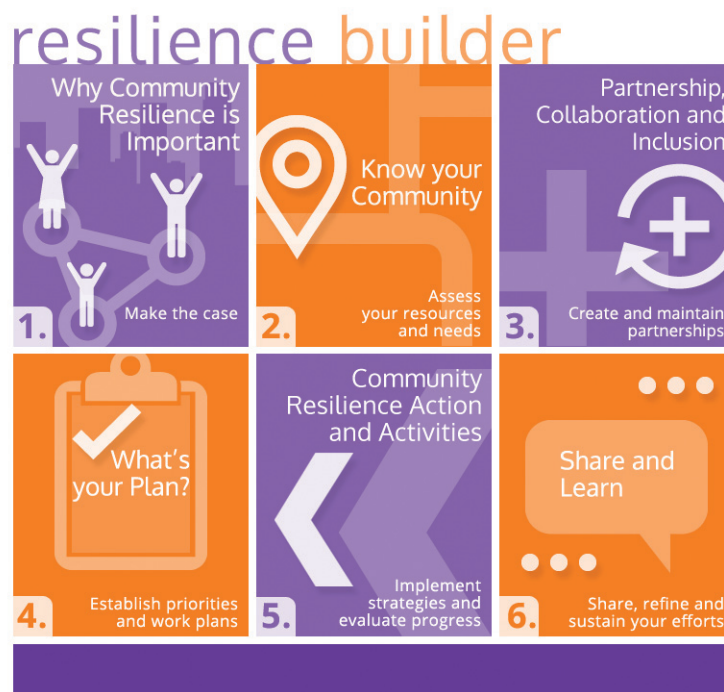 resilience builder
Why Community
Resilience is
Important
Make the case
1.
Know your
Community
Assess
your resources
and needs
2.
Partnership,
Collaboration and
Inclusion
Create and maintain
partnerships
3.
What's
your Plan?
Establish priorities
and work plans
4.
Community
Resilience Action
and Activities
Implement
strategies and
evaluate progress
5.
Share and
Learn
Share, refine and
sustain your efforts
6.